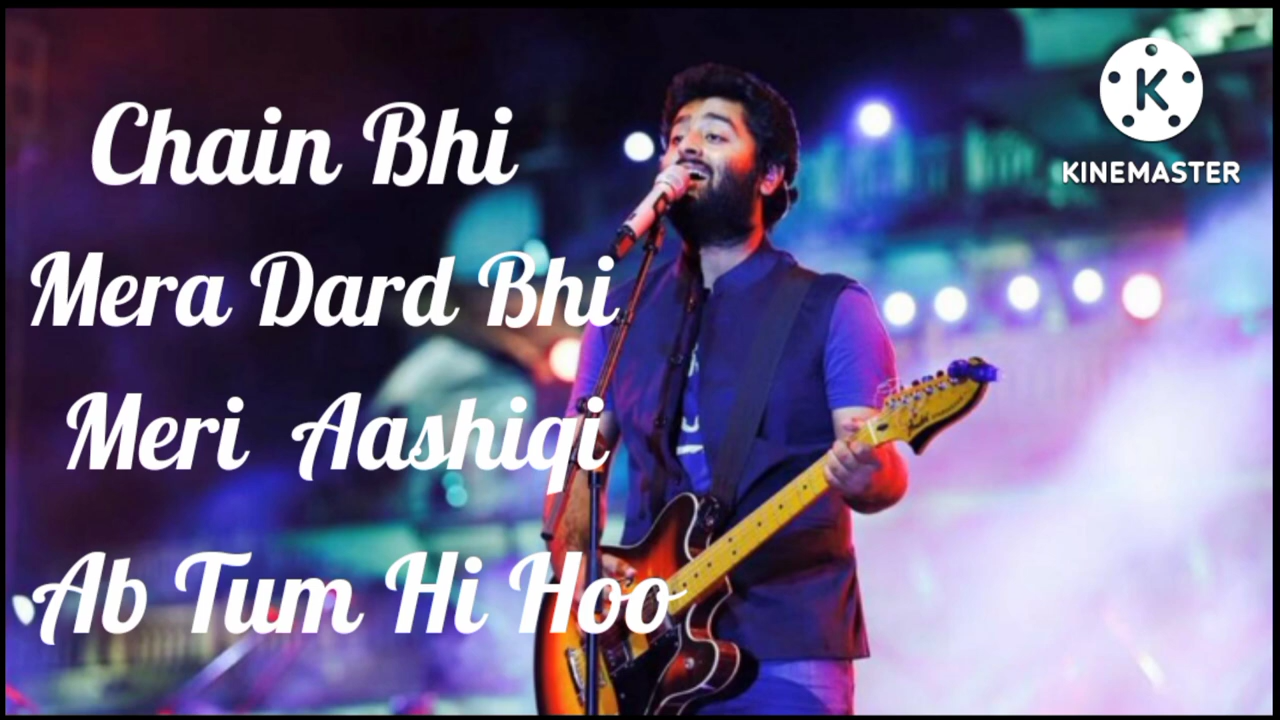 Chain Bhi
Mera Dard Bhi
Meri Aashiqi
Ab Tum Hi Hoo
K
KINEMASTER